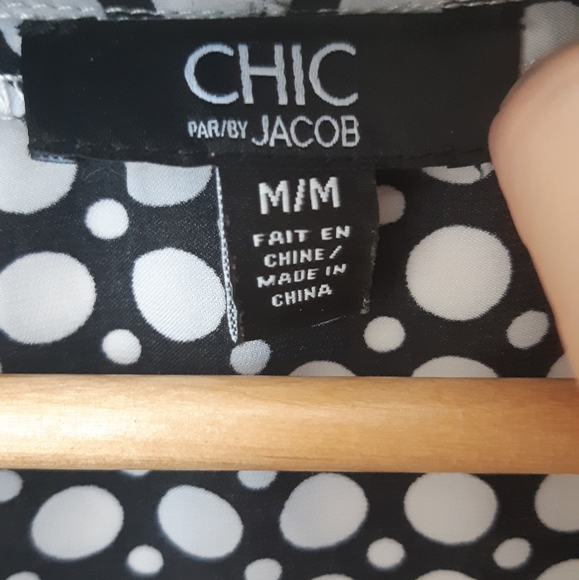 CHIC
PAR/BY JACOB
M/M
FAIT EN
CHINE/
MADE IN
CHINA